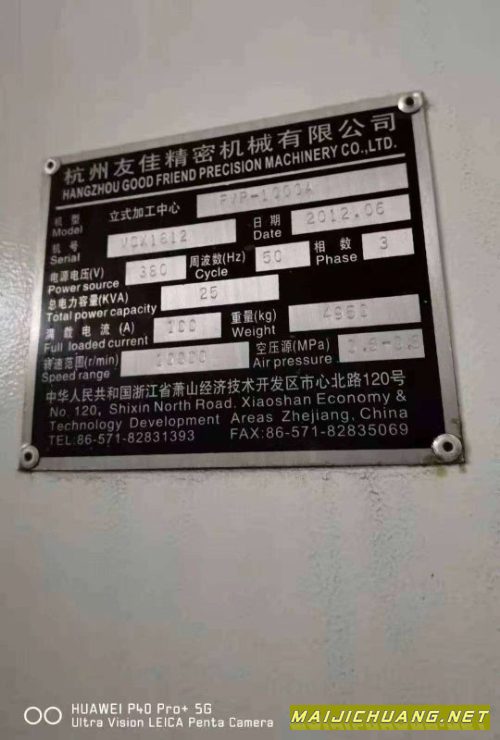 杭州友佳精密机械有限公司
HANGZHOU GOOD FRIEND PRECISION MACHINERY CO.,LTD.
机型 Model 立式加工中心
机号 Serial 日期 Date 2012.06
电源电压(V) Power source 380 周波数(Hz) Cycle 50 相数 Phase 3
总电力容量(KVA) Total power capacity 25
满载电流(A) Full loaded current 100 重量(kg) Weight
转速范围(r/min) Speed range 10000 空压源(MPa) Air pressure
中华人民共和国浙江省萧山经济技术开发区市心北路120号
No. 120, Shixin North Road. Xiaoshan Economy &
Technology Development Areas Zhejiang, China
TEL:86-571-82831393 FAX:86-571-82835069
HUAWEI P40 Pro+ 5G
Ultra Vision LEICA Penta Camera
MAIJICHUANG.NET